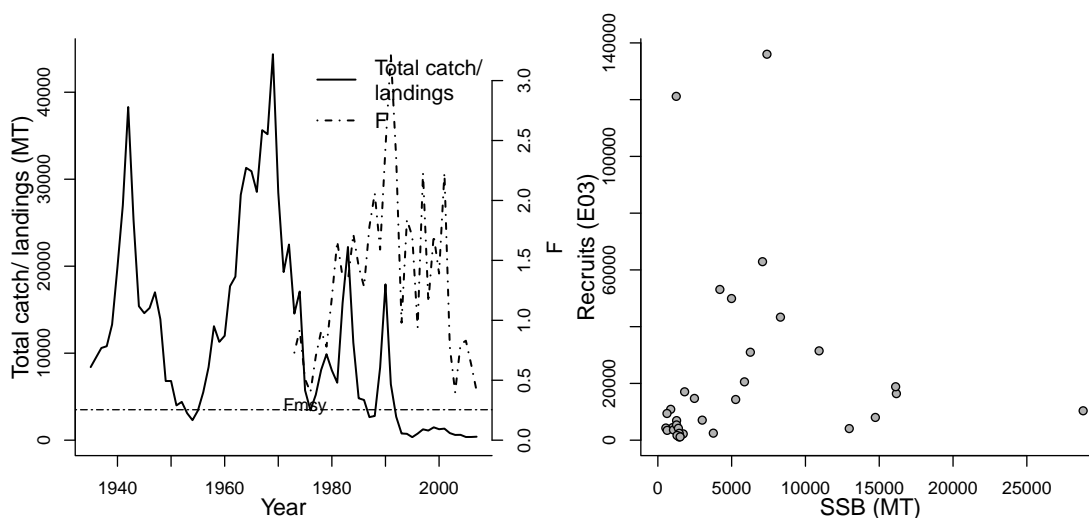 Total catch/ landings (MT)
0 10000 20000 30000 40000
1940 1960 1980 2000
Year
Total catch/
landings
F
Fmsy
0.0 0.5 1.0 1.5 2.0 2.5 3.0
F
Recruits (E03)
0 20000 60000 100000 140000
0 5000 10000 15000 20000 25000
SSB (MT)